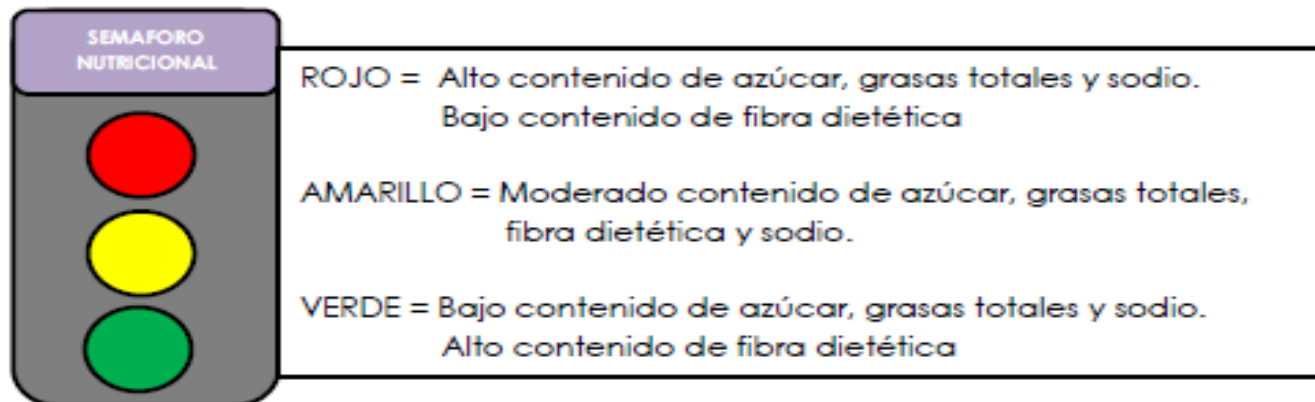 SEMAFORO
NUTRICIONAL
ROJO = Alto contenido de azúcar, grasas totales y sodio.
Bajo contenido de fibra dietética
AMARILLO = Moderado contenido de azúcar, grasas totales,
fibra dietética y sodio.
VERDE = Bajo contenido de azúcar, grasas totales y sodio.
Alto contenido de fibra dietética